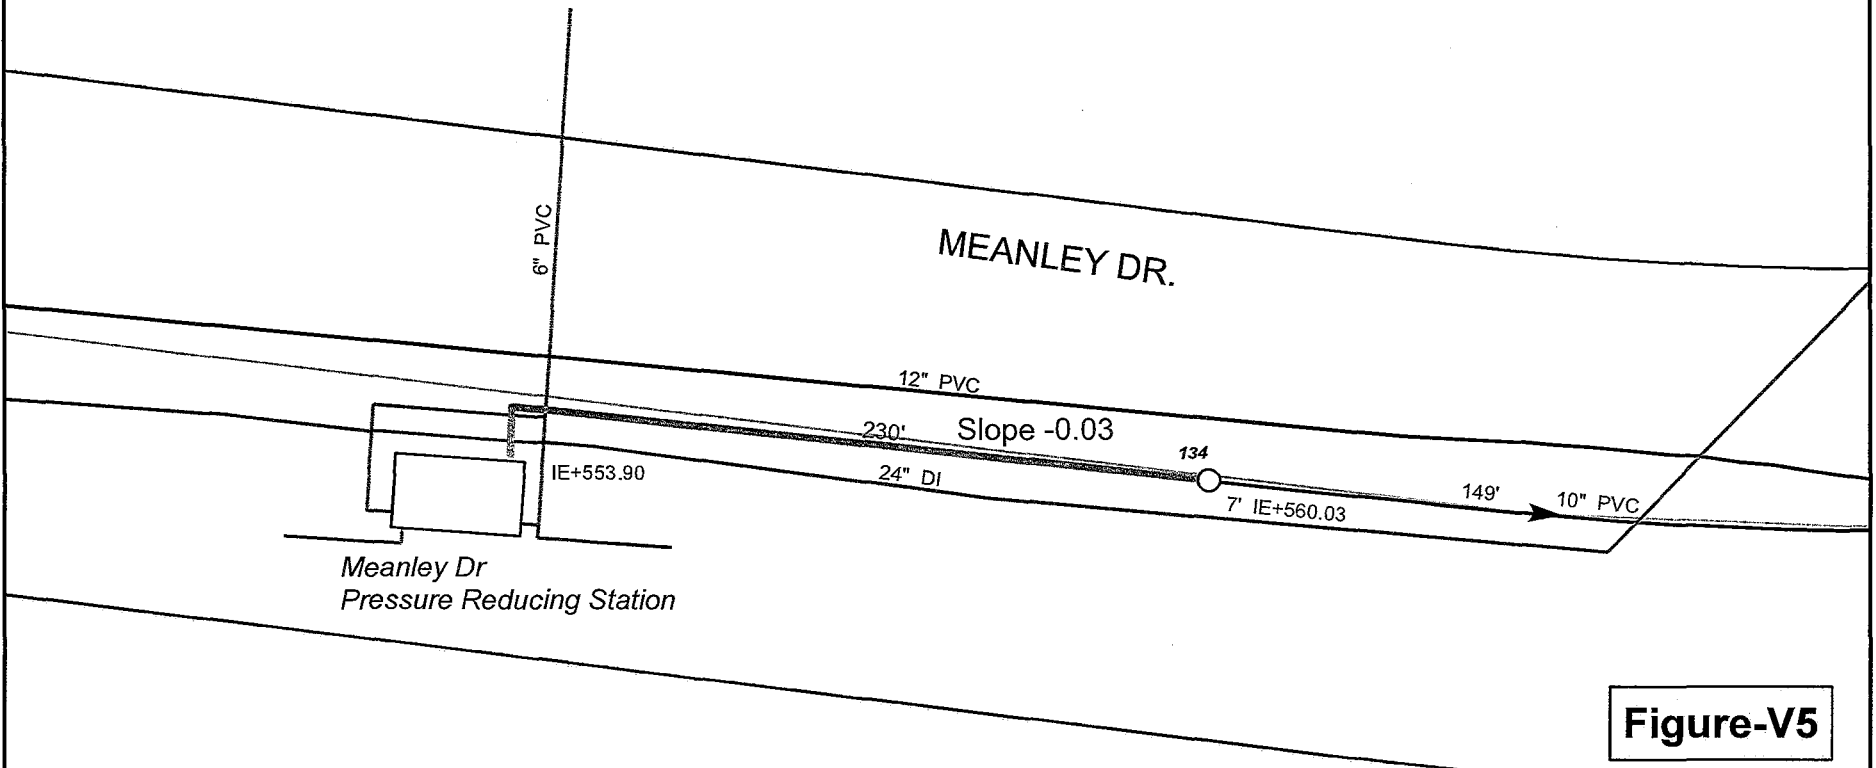 6" PVC
MEANLEY DR.
12" PVC
230'
Slope -0.03
134
IE+553.90
24" DI
7' IE+560.03
149'
10" PVC
Meanley Dr
Pressure Reducing Station
Figure-V5